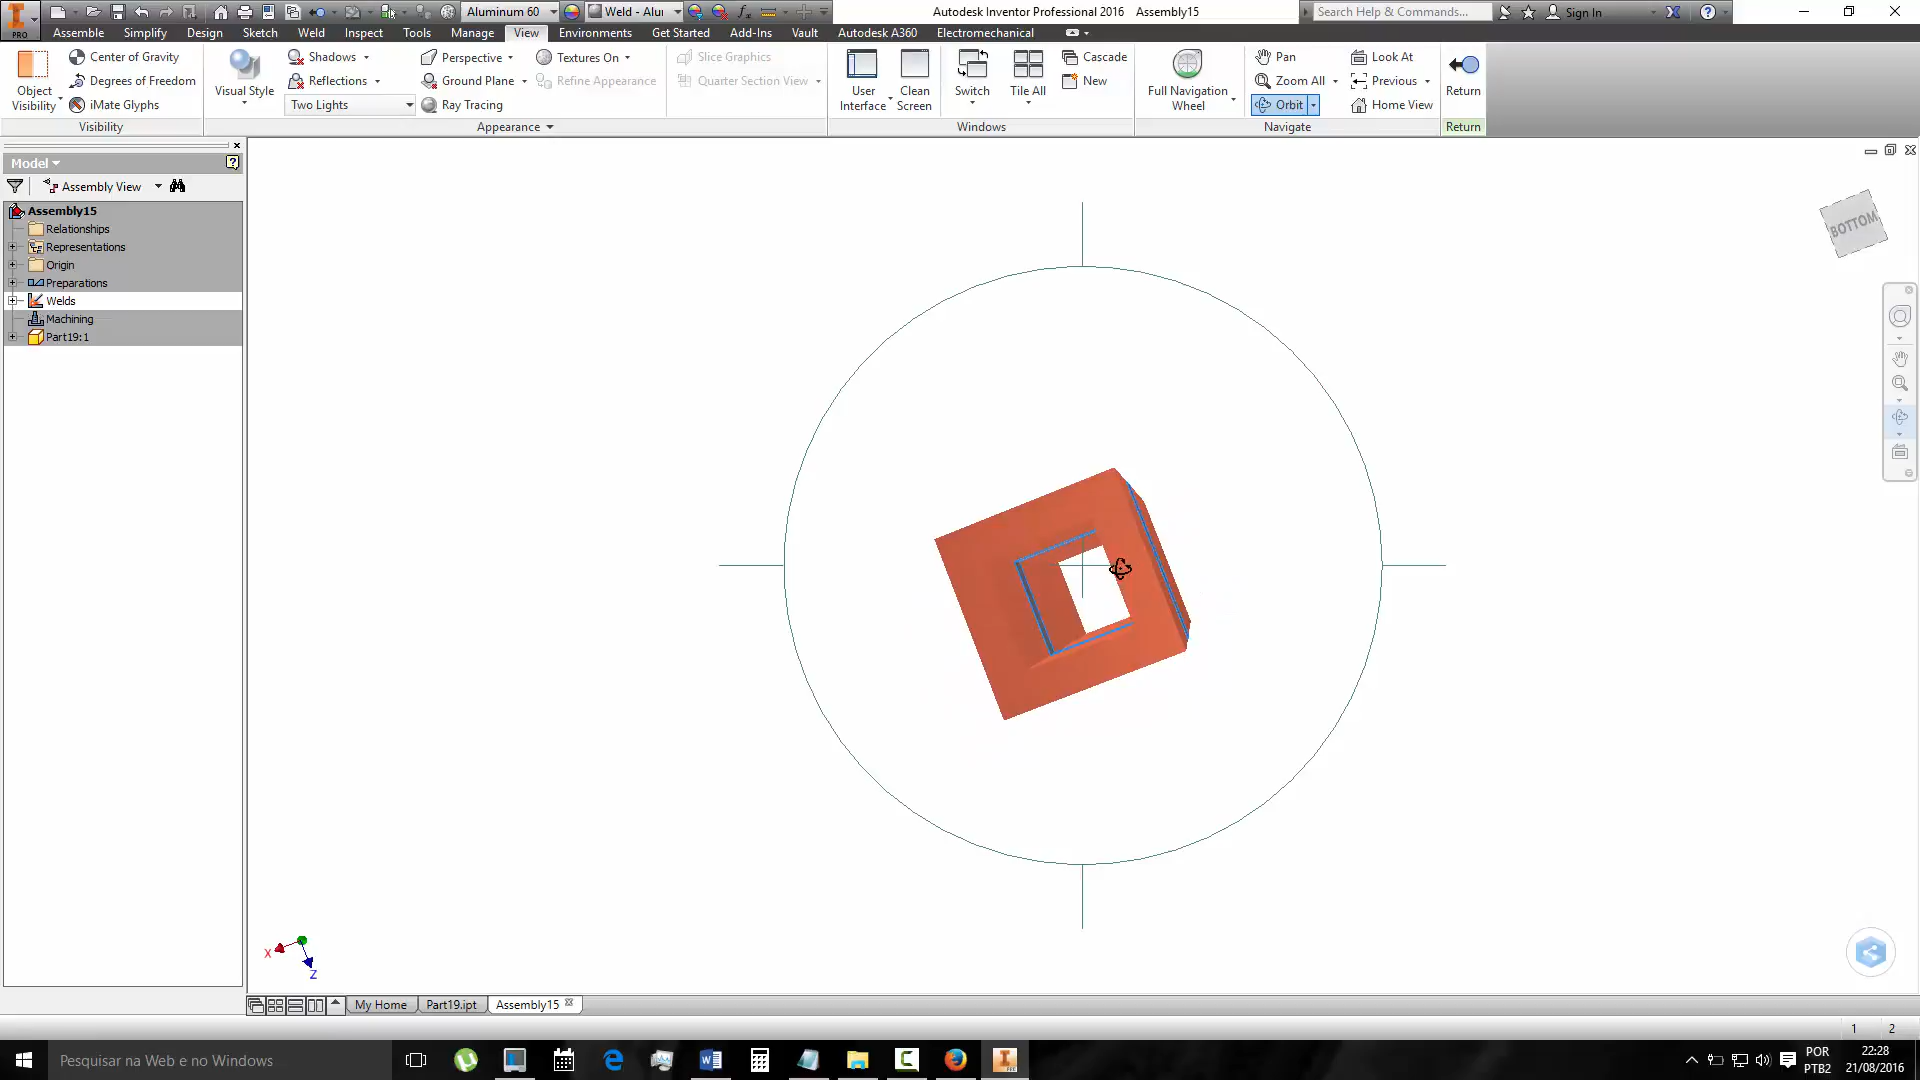 PRO
Aluminum 60
Weld - Alui
Autodesk Inventor Professional 2016 Assembly15
Search Help & Commands...
Sign In
Assemble Simplify Design Sketch Weld Inspect Tools Manage View Environments Get Started Add-Ins Vault Autodesk A360 Electromechanical
Object Visibility
Center of Gravity
Degrees of Freedom
iMate Glyphs
Visibility
Visual Style
Shadows
Reflections
Two Lights
Perspective
Ground Plane
Ray Tracing
Textures On
Refine Appearance
Appearance
Slice Graphics
Quarter Section View
User Interface
Clean Screen
Switch
Tile All
Cascade
New
Windows
Full Navigation Wheel
Pan
Zoom All
Orbit
Look At
Previous
Home View
Navigate
Return
Return
Model
Assembly View
Assembly15
Relationships
Representations
Origin
Preparations
Welds
Machining
Part19:1
BOTTOM
X
Z
My Home Part19.ipt Assembly15
1 2
Pesquisar na Web e no Windows
POR
PTB2
22:28
21/08/2016